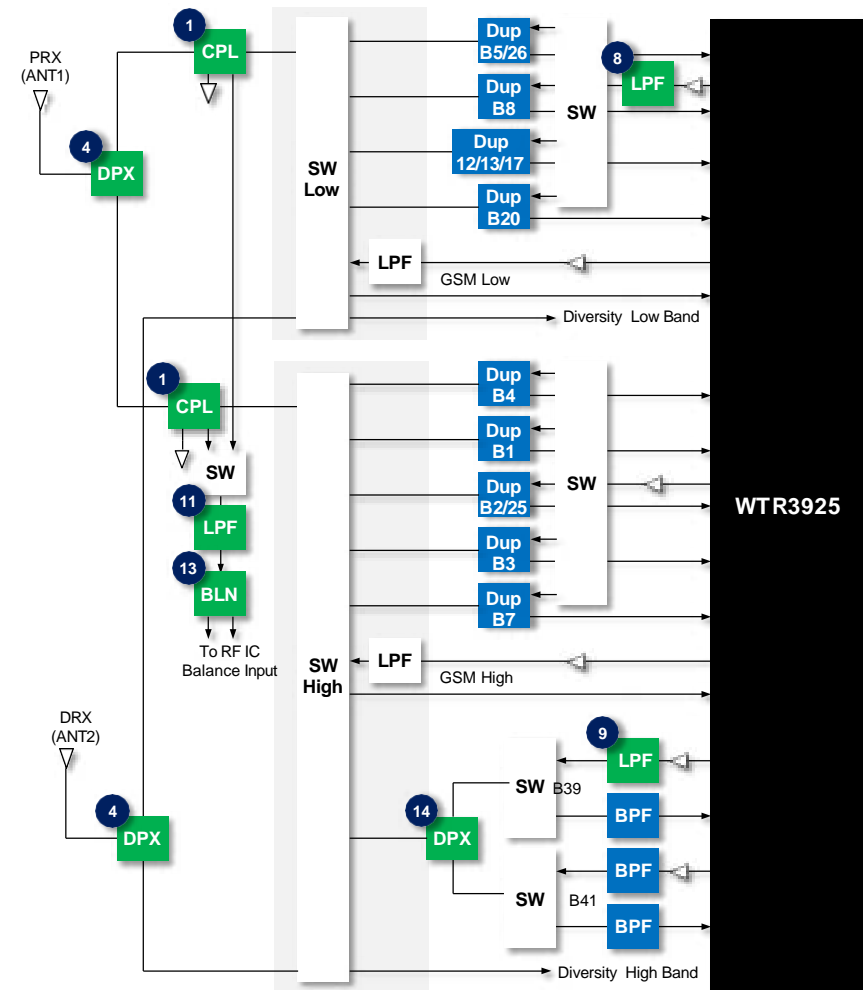 1
CPL
PRX
(ANT1)
4
DPX
SW
Low
Dup
B5/26
Dup
B8
Dup
12/13/17
Dup
B20
SW
8
LPF
LPF
GSM Low
Diversity Low Band
1
CPL
SW
11
LPF
13
BLN
To RF IC
Balance Input
SW
High
Dup
B4
Dup
B1
Dup
B2/25
Dup
B3
Dup
B7
SW
WTR3925
LPF
GSM High
DRX
(ANT2)
4
DPX
14
DPX
SW
B39
9
LPF
BPF
SW
B41
BPF
BPF
Diversity High Band